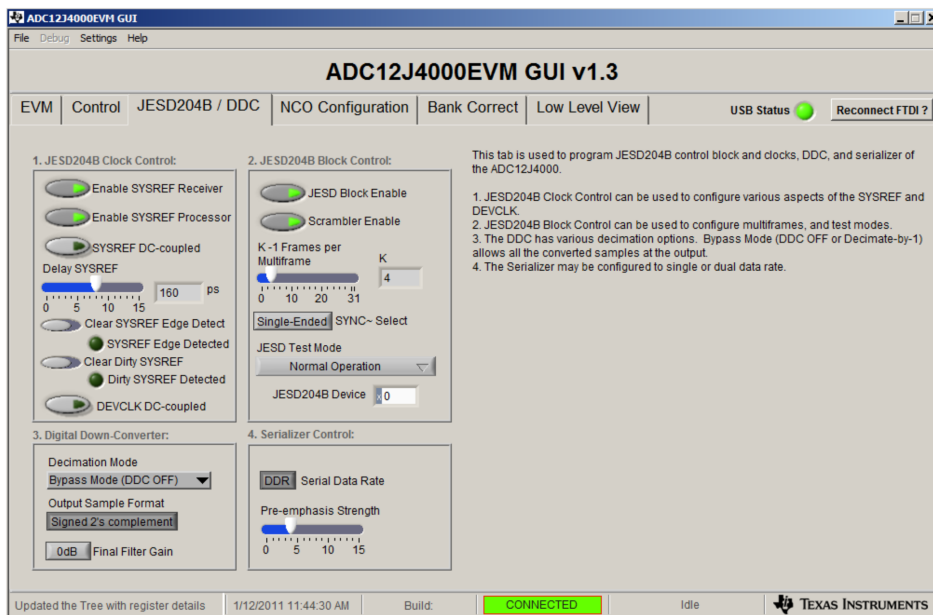 ADC12J4000EVM GUI
File Debug Settings Help
ADC12J4000EVM GUI v1.3
EVM Control JESD204B / DDC NCO Configuration Bank Correct Low Level View USB Status Reconnect FTDI ?
1. JESD204B Clock Control:
Enable SYSREF Receiver
Enable SYSREF Processor
SYSREF DC-coupled
Delay SYSREF
160 ps
0 5 10 15
Clear SYSREF Edge Detect
SYSREF Edge Detected
Clear Dirty SYSREF
Dirty SYSREF Detected
DEVCLK DC-coupled
2. JESD204B Block Control:
JESD Block Enable
Scrambler Enable
K -1 Frames per
Multiframe
K
4
0 10 20 31
Single-Ended SYNC~ Select
JESD Test Mode
Normal Operation
JESD204B Device x 0
3. Digital Down-Converter:
Decimation Mode
Bypass Mode (DDC OFF)
Output Sample Format
Signed 2's complement
0dB Final Filter Gain
4. Serializer Control:
DDR Serial Data Rate
Pre-emphasis Strength
0 5 10 15
This tab is used to program JESD204B control block and clocks, DDC, and serializer of
the ADC12J4000.
1. JESD204B Clock Control can be used to configure various aspects of the SYSREF and
DEVCLK.
2. JESD204B Block Control can be used to configure multiframes, and test modes.
3. The DDC has various decimation options. Bypass Mode (DDC OFF or Decimate-by-1)
allows all the converted samples at the output.
4. The Serializer may be configured to single or dual data rate.
Updated the Tree with register details 1/12/2011 11:44:30 AM Build: CONNECTED Idle TEXAS INSTRUMENTS